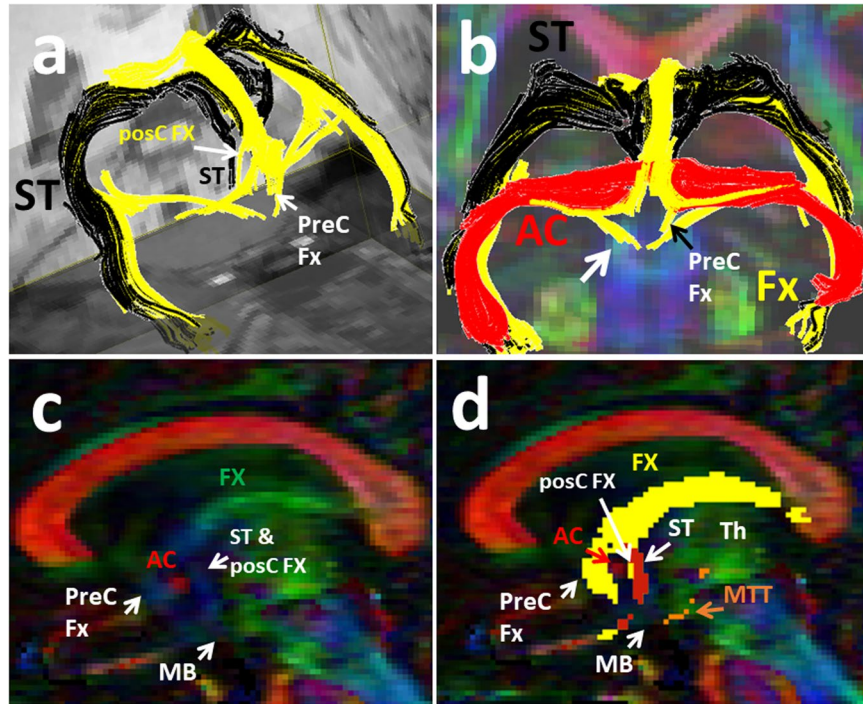 a
posC FX
ST
ST
PreC
Fx
b
ST
AC
PreC
Fx
Fx
c
FX
AC
ST &
posC FX
PreC
Fx
MB
d
FX
posC FX
AC
ST
Th
PreC
Fx
MTT
MB